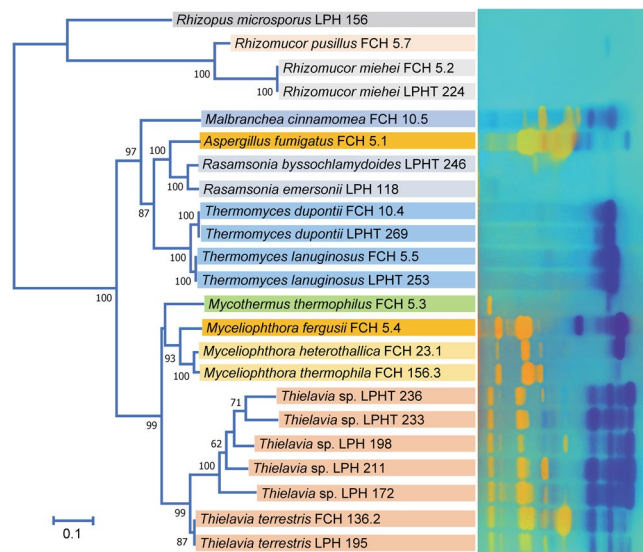 Rhizopus microsporus LPH 156
Rhizomucor pusillus FCH 5.7
Rhizomucor miehei FCH 5.2
100
Rhizomucor miehei LPHT 224
100
Malbranchea cinnamomea FCH 10.5
Aspergillus fumigatus FCH 5.1
100
97
Rasamsonia byssochlamydoides LPHT 246
100
Rasamsonia emersonii LPH 118
87
Thermomyces dupontii FCH 10.4
100
Thermomyces dupontii LPHT 269
100
Thermomyces lanuginosus FCH 5.5
Thermomyces lanuginosus LPHT 253
100
100
Mycothermus thermophilus FCH 5.3
Myceliophthora fergusii FCH 5.4
Myceliophthora heterothallica FCH 23.1
93
Myceliophthora thermophila FCH 156.3
100
Thielavia sp. LPHT 236
71
Thielavia sp. LPHT 233
99
62
Thielavia sp. LPH 198
Thielavia sp. LPH 211
100
Thielavia sp. LPH 172
99
Thielavia terrestris FCH 136.2
0.1
87
Thielavia terrestris LPH 195